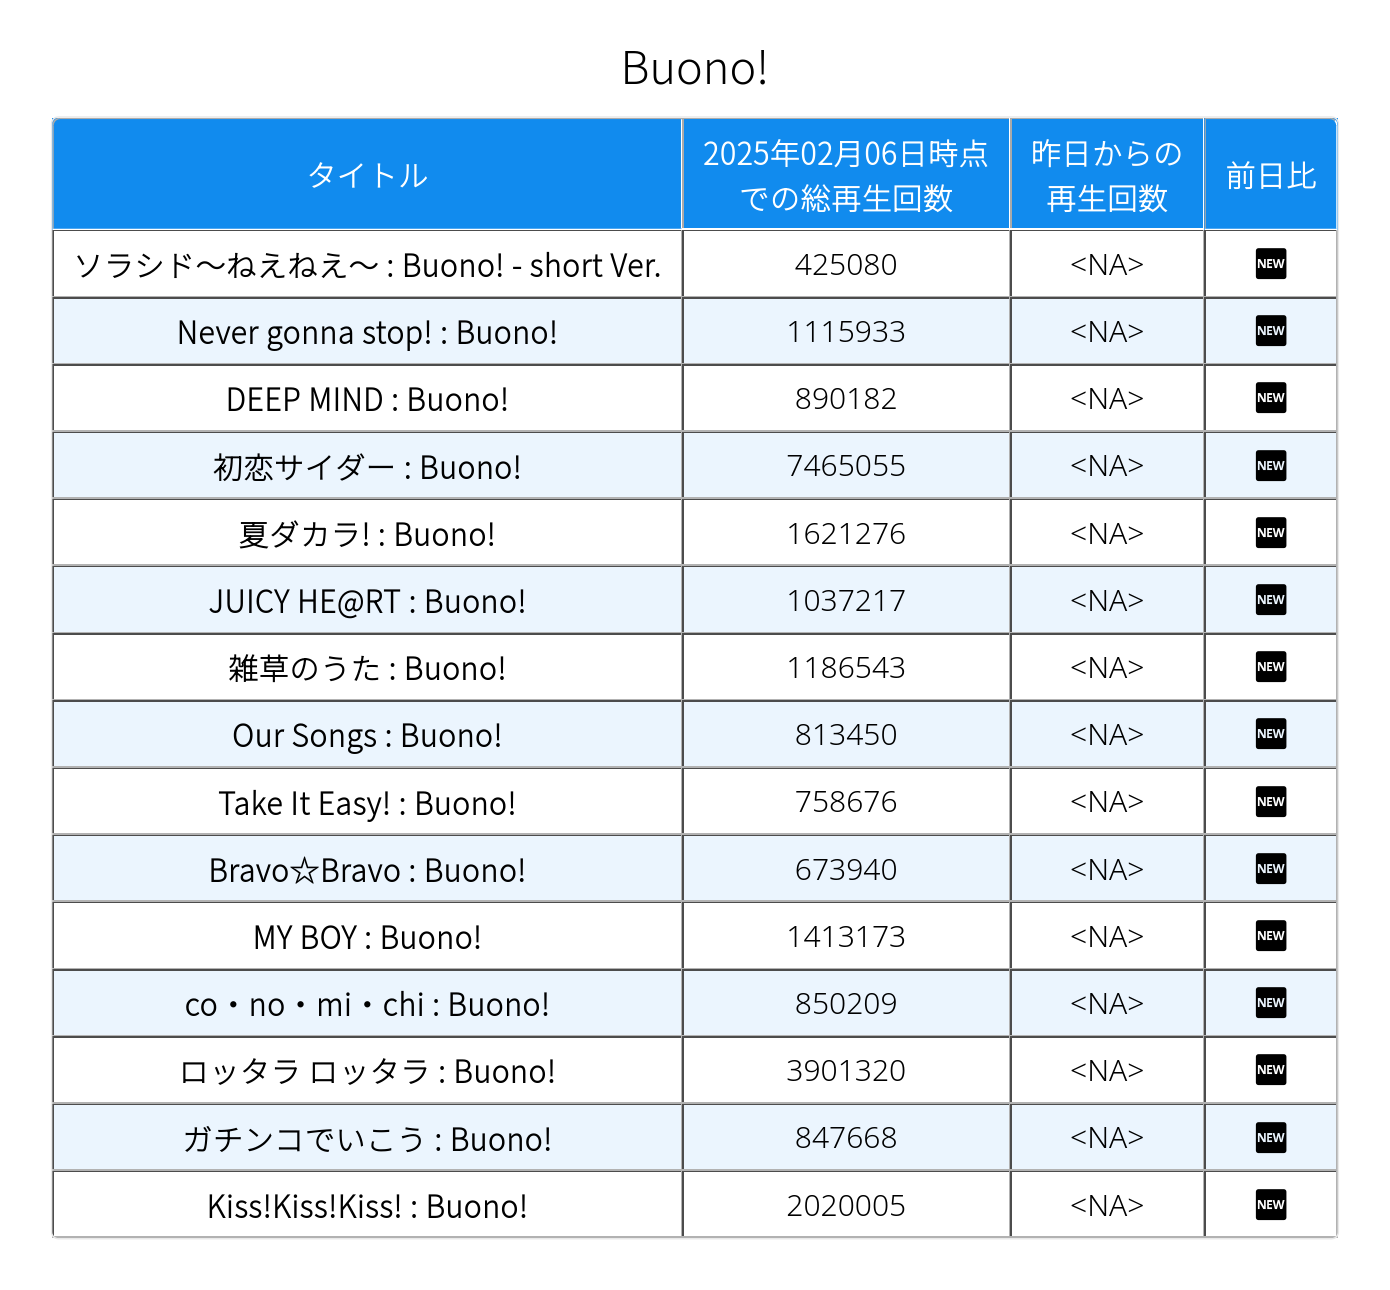 Buono!
タイトル
2025年02月06日時点
での総再生回数
昨日からの
再生回数
前日比
ソラシド〜ねえねえ〜 : Buono! - short Ver. 425080 <NA> NEW
Never gonna stop! : Buono! 1115933 <NA> NEW
DEEP MIND : Buono! 890182 <NA> NEW
初恋サイダー : Buono! 7465055 <NA> NEW
夏ダカラ! : Buono! 1621276 <NA> NEW
JUICY HE@RT : Buono! 1037217 <NA> NEW
雑草のうた : Buono! 1186543 <NA> NEW
Our Songs : Buono! 813450 <NA> NEW
Take It Easy! : Buono! 758676 <NA> NEW
Bravo☆Bravo : Buono! 673940 <NA> NEW
MY BOY : Buono! 1413173 <NA> NEW
co・no・mi・chi : Buono! 850209 <NA> NEW
ロッタラ ロッタラ : Buono! 3901320 <NA> NEW
ガチンコでいこう : Buono! 847668 <NA> NEW
Kiss!Kiss!Kiss! : Buono! 2020005 <NA> NEW